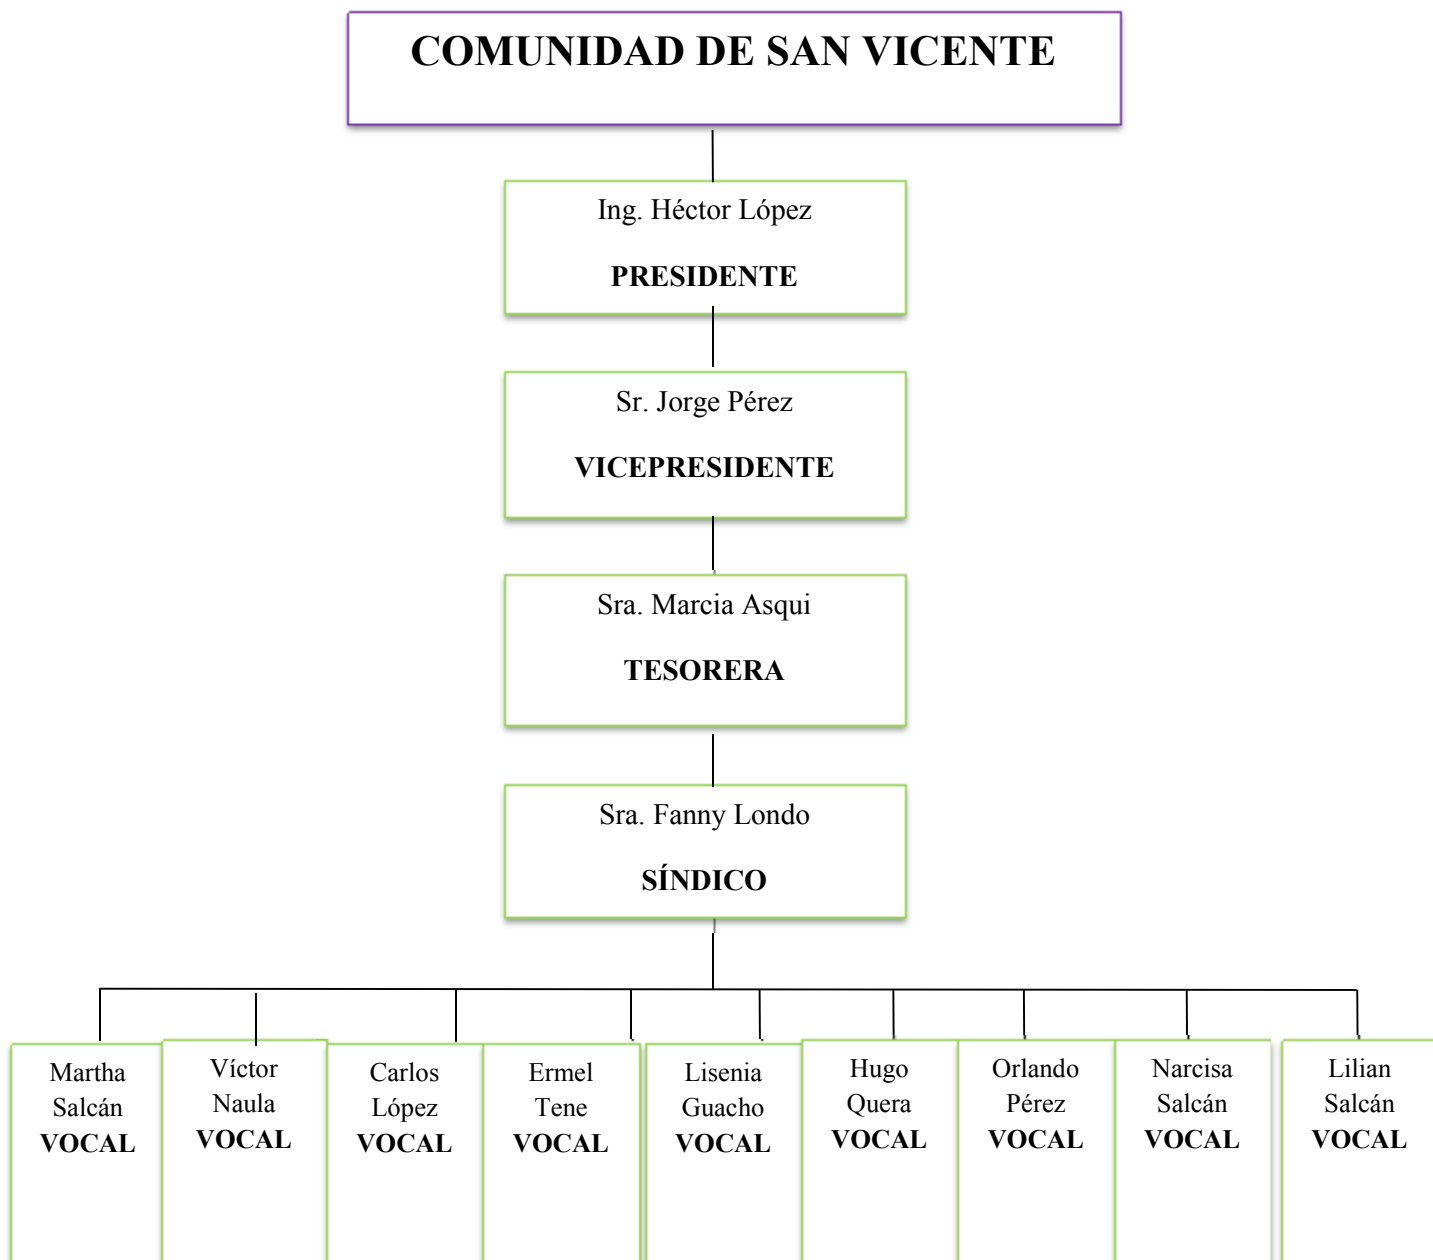 COMUNIDAD DE SAN VICENTE
Ing. Héctor López
PRESIDENTE
Sr. Jorge Pérez
VICEPRESIDENTE
Sra. Marcia Asqui
TESORERA
Sra. Fanny Londo
SÍNDICO
Martha
Salcán
VOCAL
Víctor
Naula
VOCAL
Carlos
López
VOCAL
Ermel
Tene
VOCAL
Lisenia
Guacho
VOCAL
Hugo
Quera
VOCAL
Orlando
Pérez
VOCAL
Narcisa
Salcán
VOCAL
Lilian
Salcán
VOCAL